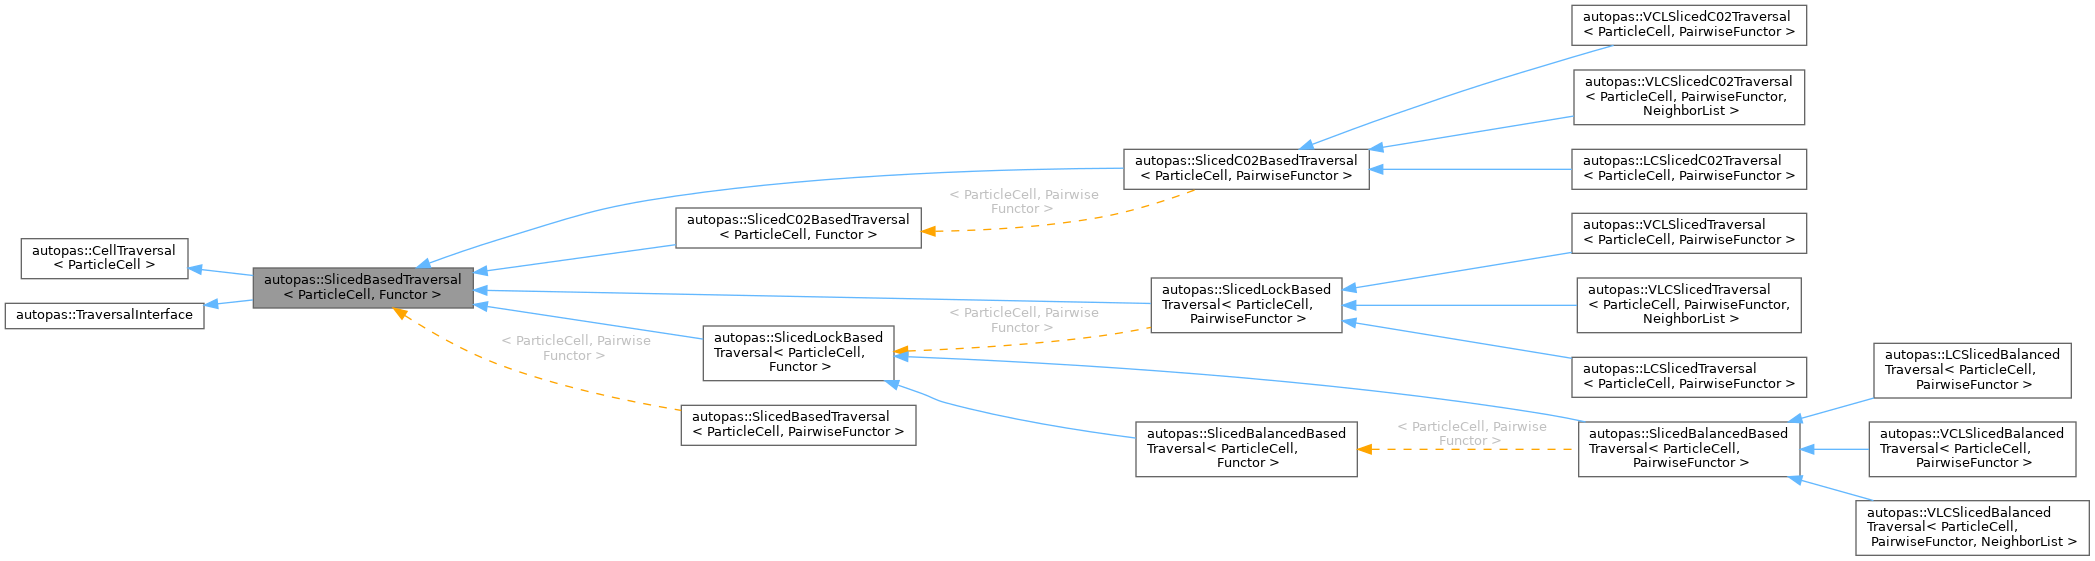 autopas::CellTraversal
< ParticleCell >
autopas::TraversalInterface
autopas::SlicedBasedTraversal
< ParticleCell, Functor >
autopas::SlicedC02BasedTraversal
< ParticleCell, Functor >
autopas::SlicedLockBased
Traversal< ParticleCell,
Functor >
autopas::SlicedBasedTraversal
< ParticleCell, PairwiseFunctor >
< ParticleCell, Pairwise
Functor >
< ParticleCell, Pairwise
Functor >
< ParticleCell, Pairwise
Functor >
autopas::SlicedC02BasedTraversal
< ParticleCell, PairwiseFunctor >
autopas::SlicedLockBased
Traversal< ParticleCell,
PairwiseFunctor >
autopas::SlicedBalancedBased
Traversal< ParticleCell,
Functor >
< ParticleCell, Pairwise
Functor >
autopas::VCLSlicedC02Traversal
< ParticleCell, PairwiseFunctor >
autopas::VLCSlicedC02Traversal
< ParticleCell, PairwiseFunctor,
NeighborList >
autopas::LCSlicedC02Traversal
< ParticleCell, PairwiseFunctor >
autopas::VCLSlicedTraversal
< ParticleCell, PairwiseFunctor >
autopas::VLCSlicedTraversal
< ParticleCell, PairwiseFunctor,
NeighborList >
autopas::LCSlicedTraversal
< ParticleCell, PairwiseFunctor >
autopas::SlicedBalancedBased
Traversal< ParticleCell,
PairwiseFunctor >
autopas::LCSlicedBalanced
Traversal< ParticleCell,
PairwiseFunctor >
autopas::VCLSlicedBalanced
Traversal< ParticleCell,
PairwiseFunctor >
autopas::VLCSlicedBalanced
Traversal< ParticleCell,
PairwiseFunctor, NeighborList >